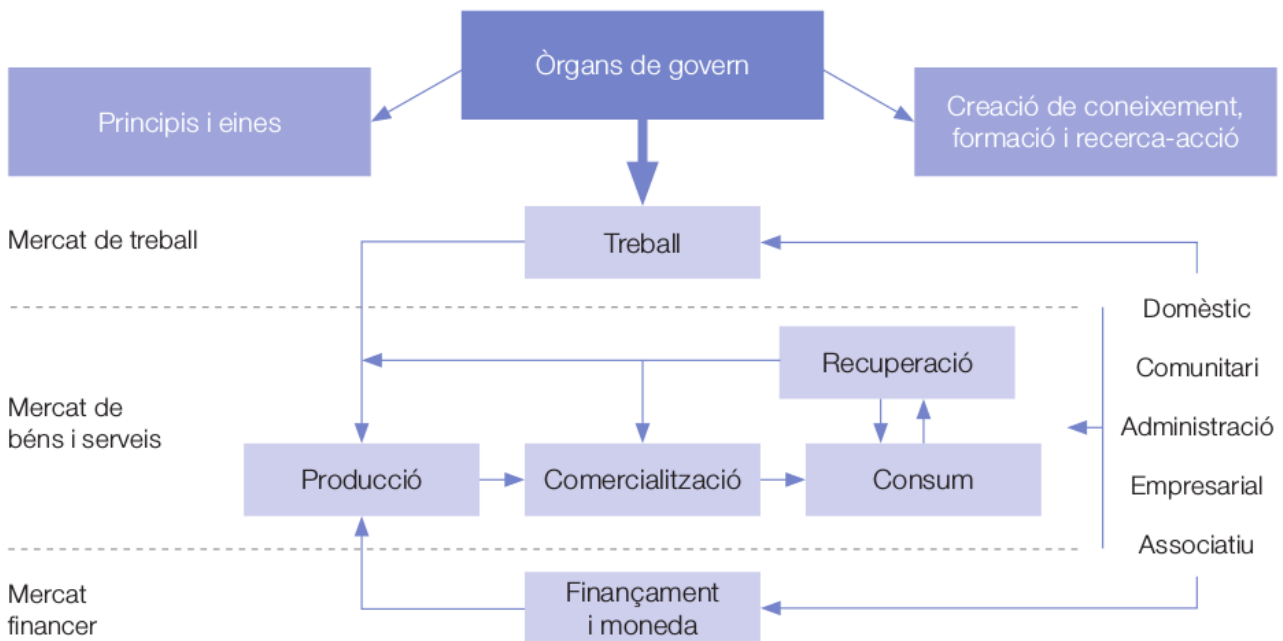 Òrgans de govern
Principis i eines
Creació de coneixement,
formació i recerca-acció
Mercat de treball
Treball
Domèstic
Comunitari
Administració
Empresarial
Associatiu
Mercat de
béns i serveis
Recuperació
Producció
Comercialització
Consum
Mercat
financer
Finançament
i moneda